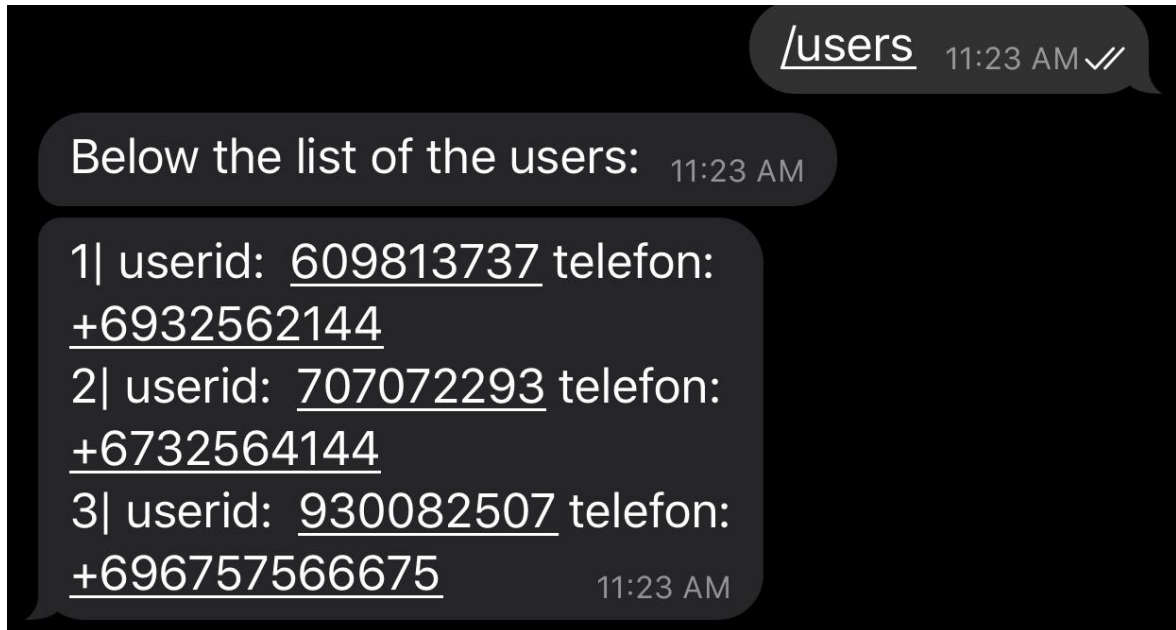 /users 11:23 AM
Below the list of the users: 11:23 AM
1| userid: 609813737 telefon:
+6932562144
2| userid: 707072293 telefon:
+6732564144
3| userid: 930082507 telefon:
+696757566675 11:23 AM